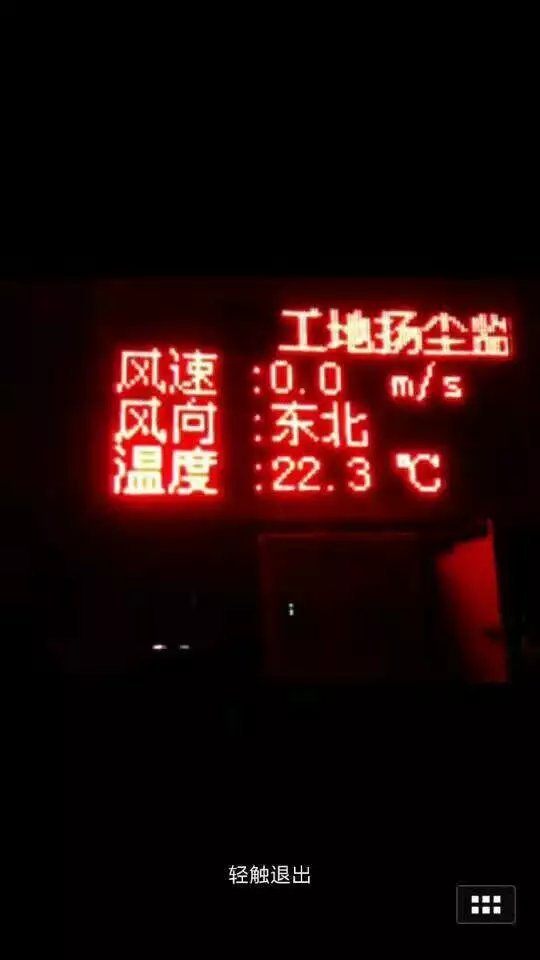 工地扬尘监
风速 :0.0 m/s
风向 :东北
温度 :22.3 ℃
轻触退出